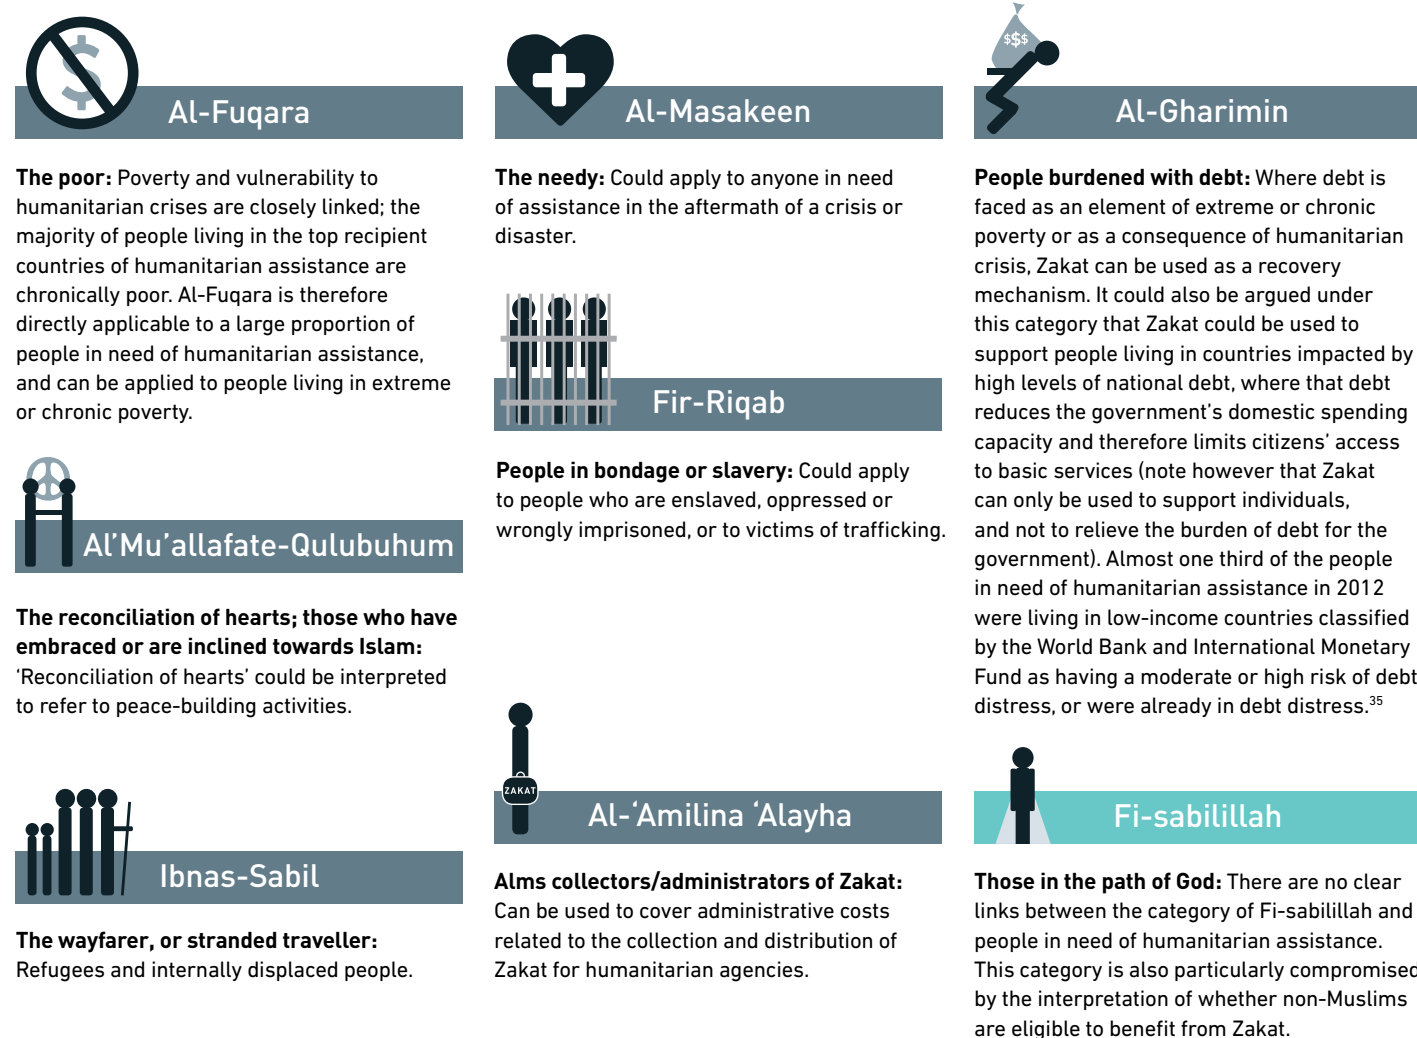 Al-Fuqara
The poor: Poverty and vulnerability to
humanitarian crises are closely linked; the
majority of people living in the top recipient
countries of humanitarian assistance are
chronically poor. Al-Fuqara is therefore
directly applicable to a large proportion of
people in need of humanitarian assistance,
and can be applied to people living in extreme
or chronic poverty.
Al’Mu’allafate-Qulubuhum
The reconciliation of hearts; those who have
embraced or are inclined towards Islam:
‘Reconciliation of hearts’ could be interpreted
to refer to peace-building activities.
Ibnas-Sabil
The wayfarer, or stranded traveller:
Refugees and internally displaced people.
Al-Masakeen
The needy: Could apply to anyone in need
of assistance in the aftermath of a crisis or
disaster.
Fir-Riqab
People in bondage or slavery: Could apply
to people who are enslaved, oppressed or
wrongly imprisoned, or to victims of trafficking.
ZAKAT
Al-‘Amilina ‘Alayha
Alms collectors/administrators of Zakat:
Can be used to cover administrative costs
related to the collection and distribution of
Zakat for humanitarian agencies.
$$$
Al-Gharimin
People burdened with debt: Where debt is
faced as an element of extreme or chronic
poverty or as a consequence of humanitarian
crisis, Zakat can be used as a recovery
mechanism. It could also be argued under
this category that Zakat could be used to
support people living in countries impacted by
high levels of national debt, where that debt
reduces the government’s domestic spending
capacity and therefore limits citizens’ access
to basic services (note however that Zakat
can only be used to support individuals,
and not to relieve the burden of debt for the
government). Almost one third of the people
in need of humanitarian assistance in 2012
were living in low-income countries classified
by the World Bank and International Monetary
Fund as having a moderate or high risk of debt
distress, or were already in debt distress.35
Fi-sabilillah
Those in the path of God: There are no clear
links between the category of Fi-sabilillah and
people in need of humanitarian assistance.
This category is also particularly compromised
by the interpretation of whether non-Muslims
are eligible to benefit from Zakat.